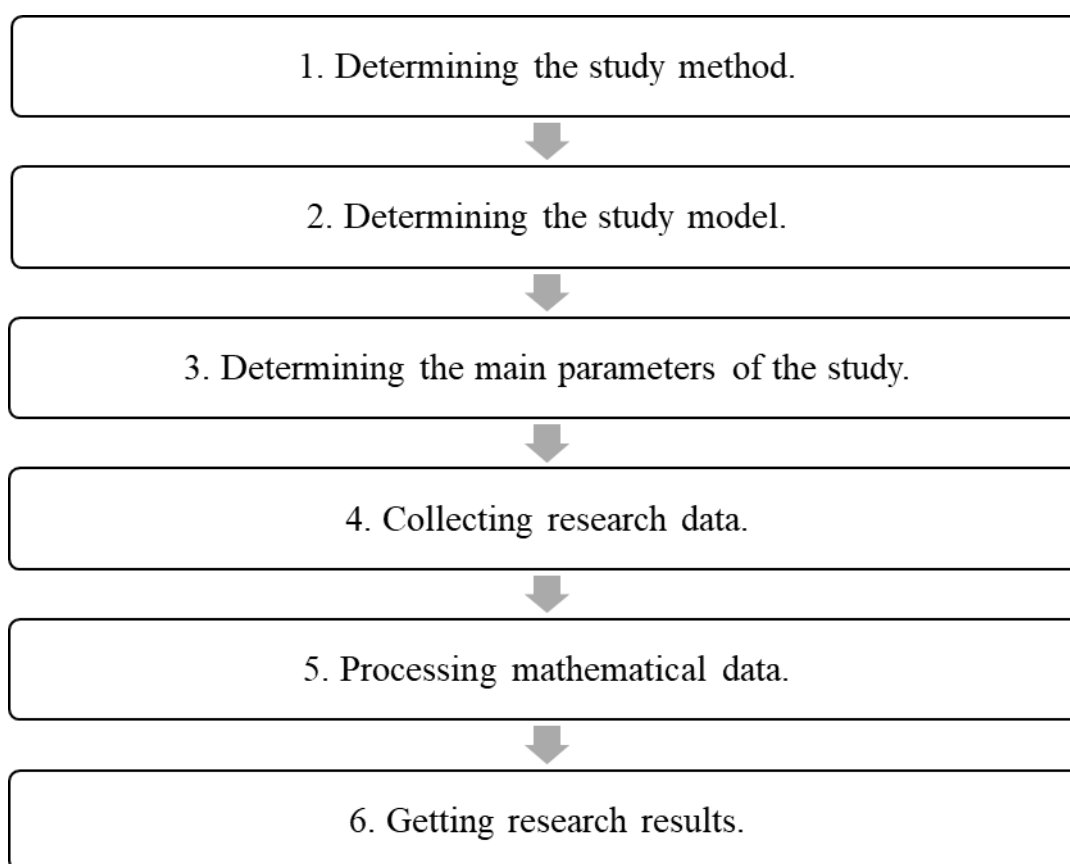 1. Determining the study method.
2. Determining the study model.
3. Determining the main parameters of the study.
4. Collecting research data.
5. Processing mathematical data.
6. Getting research results.